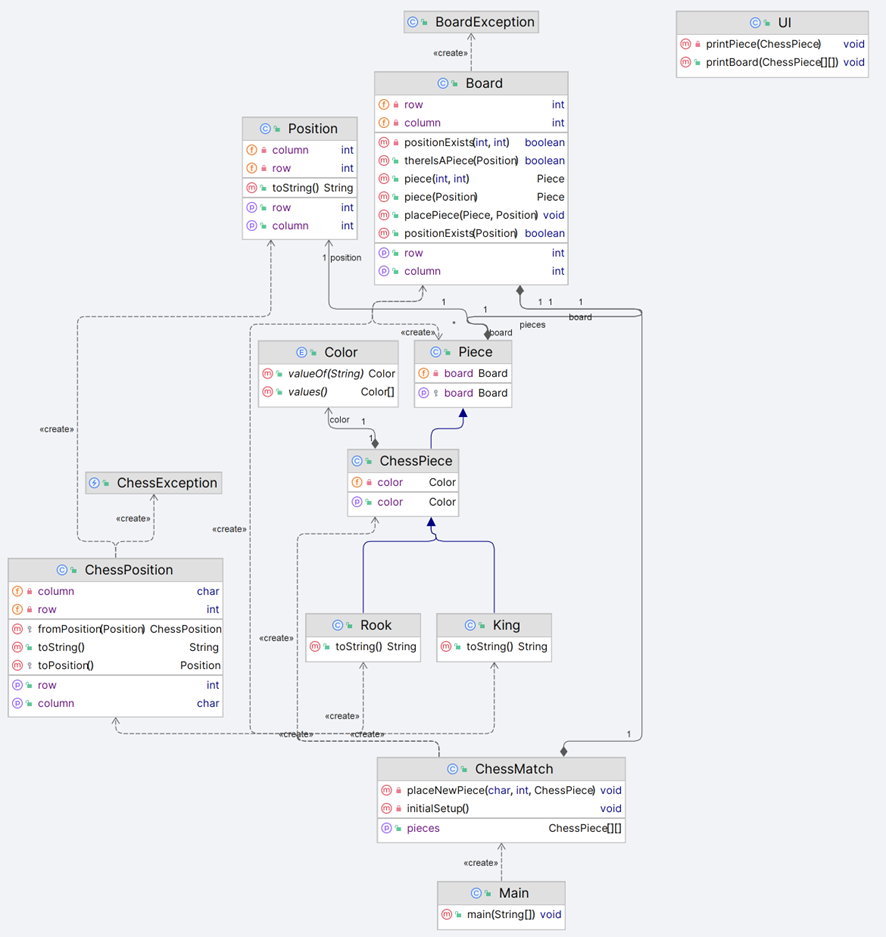 BoardException
UI
printPiece(ChessPiece) void
printBoard(ChessPiece[][]) void
«create»
Board
row int
column int
positionExists(int, int) boolean
thereIsAPiece(Position) boolean
piece(int, int) Piece
piece(Position) Piece
placePiece(Piece, Position) void
positionExists(Position) boolean
row int
column int
Position
column int
row int
toString() String
row int
column int
1 position
1
1
1 1
1
*
pieces
board
«create»
board
Color
valueOf(String) Color
values() Color[]
Piece
board Board
board Board
color 1
1
«create»
ChessPiece
color Color
color Color
ChessException
«create»
«create»
ChessPosition
column char
row int
fromPosition(Position) ChessPosition
toString() String
toPosition() Position
row int
column char
Rook
toString() String
King
toString() String
«create»
«create»
«create»
«create»
1
ChessMatch
placeNewPiece(char, int, ChessPiece) void
initialSetup() void
pieces ChessPiece[][]
«create»
Main
main(String[]) void